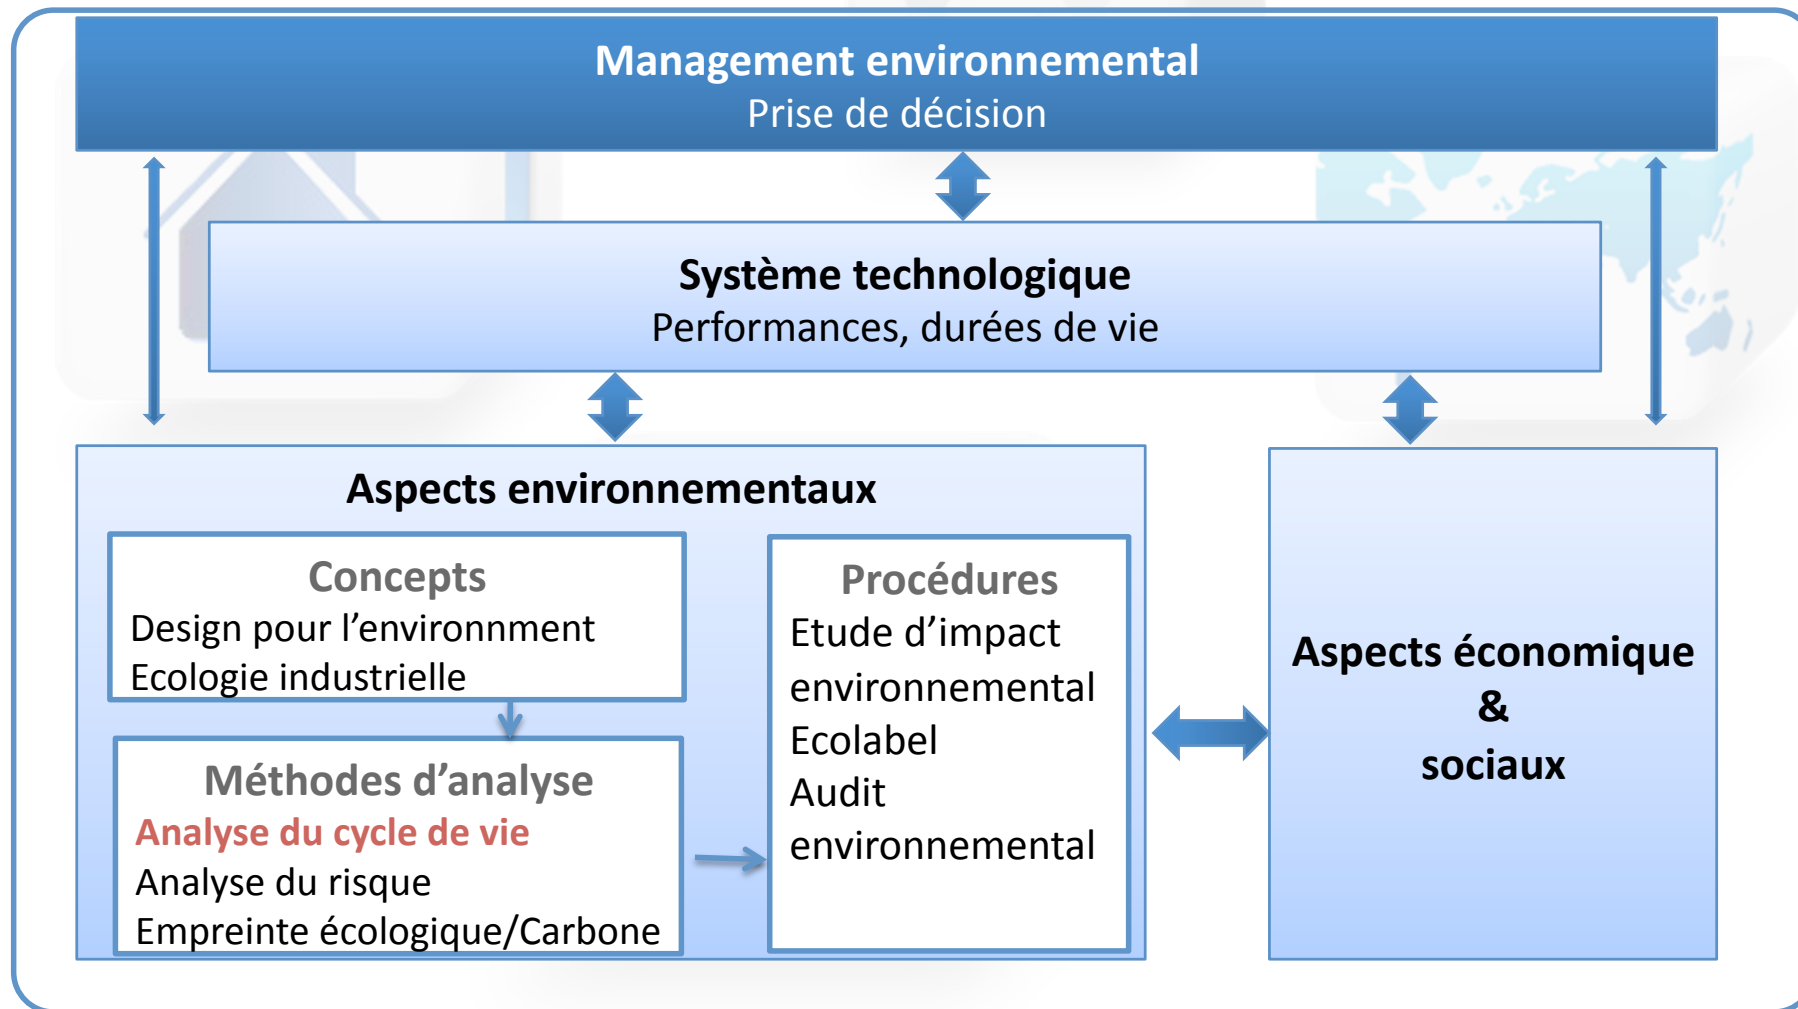 Management environnemental
Prise de décision
Système technologique
Performances, durées de vie
Aspects environnementaux
Concepts
Design pour l’environnment
Ecologie industrielle
Méthodes d’analyse
Analyse du cycle de vie
Analyse du risque
Empreinte écologique/Carbone
Procédures
Etude d’impact
environnemental
Ecolabel
Audit
environnemental
Aspects économique
&
sociaux